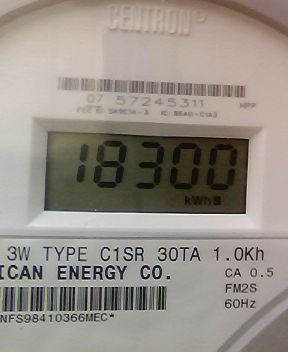 CENTRON
07 57245311
18300
kWh
3W TYPE C1SR 30TA 1.0Kh
ICAN ENERGY CO.
CA 0.5
FM2S
60Hz
NFS98410366MEC*